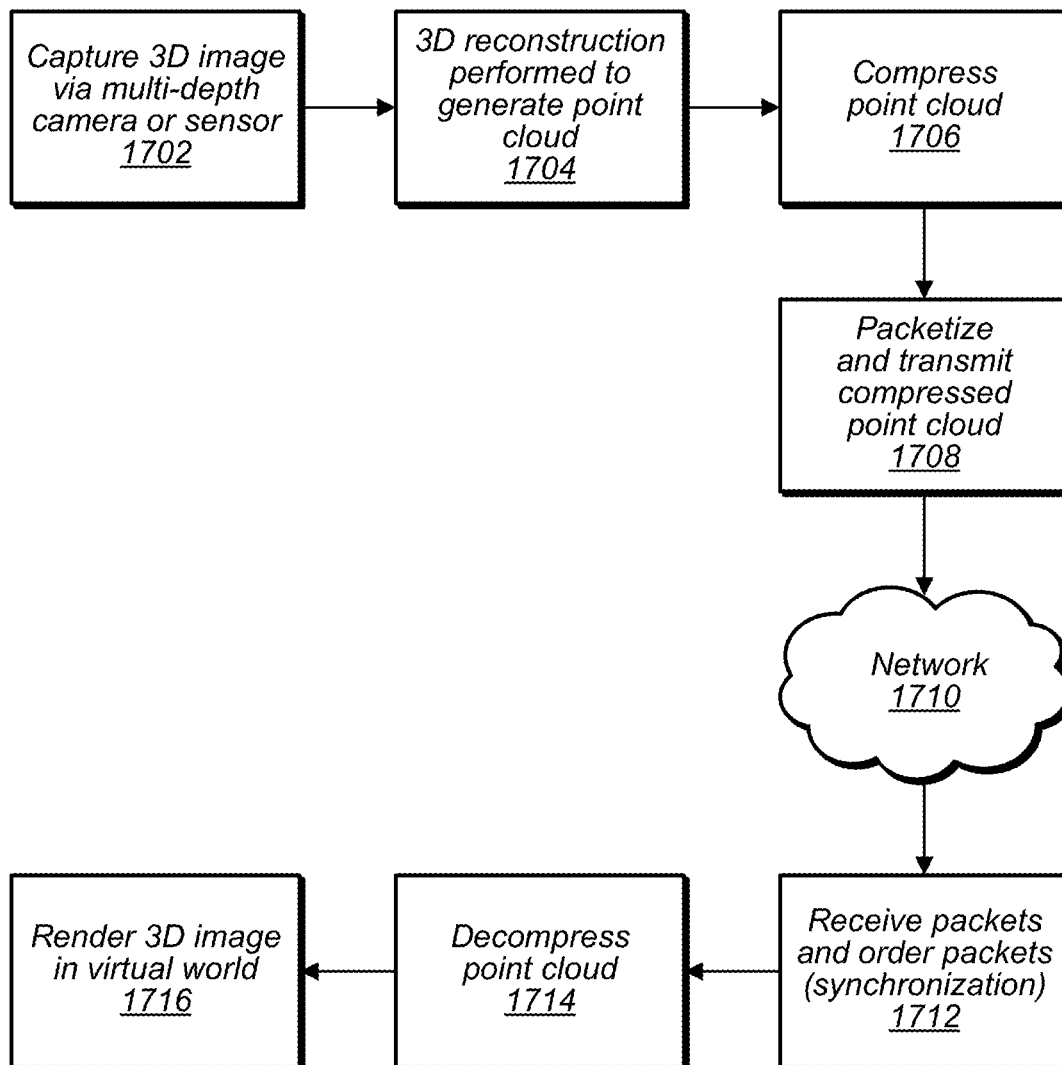 Capture 3D image
via multi-depth
camera or sensor
1702
3D reconstruction
performed to
generate point
cloud
1704
Compress
point cloud
1706
Packetize
and transmit
compressed
point cloud
1708
Network
1710
Receive packets
and order packets
(synchronization)
1712
Decompress
point cloud
1714
Render 3D image
in virtual world
1716